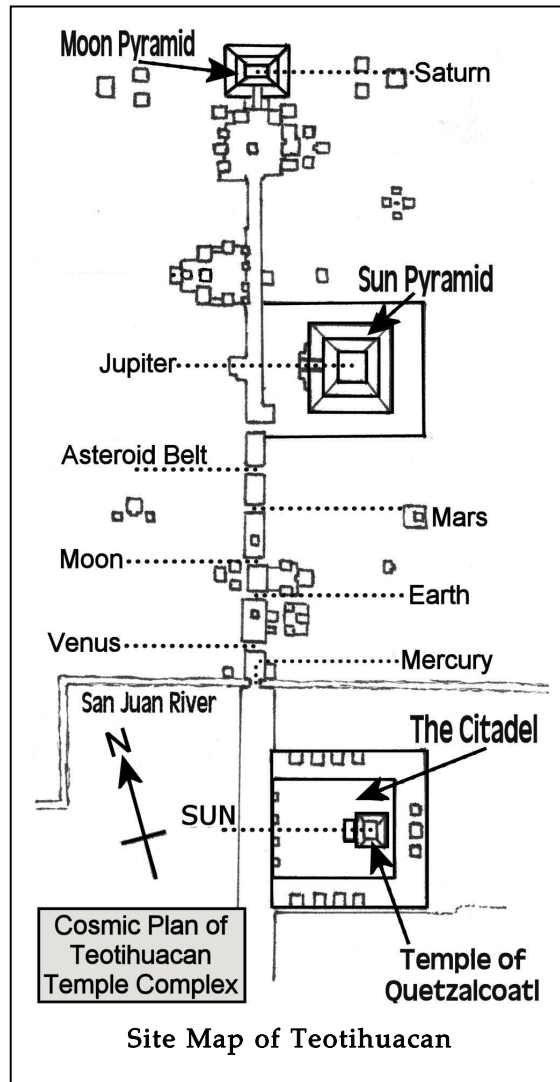 Moon Pyramid
Saturn
Sun Pyramid
Jupiter
Asteroid Belt
Mars
Moon
Earth
Venus
Mercury
San Juan River
N
The Citadel
SUN
Cosmic Plan of
Teotihuacan
Temple Complex
Temple of
Quetzalcoatl
Site Map of Teotihuacan